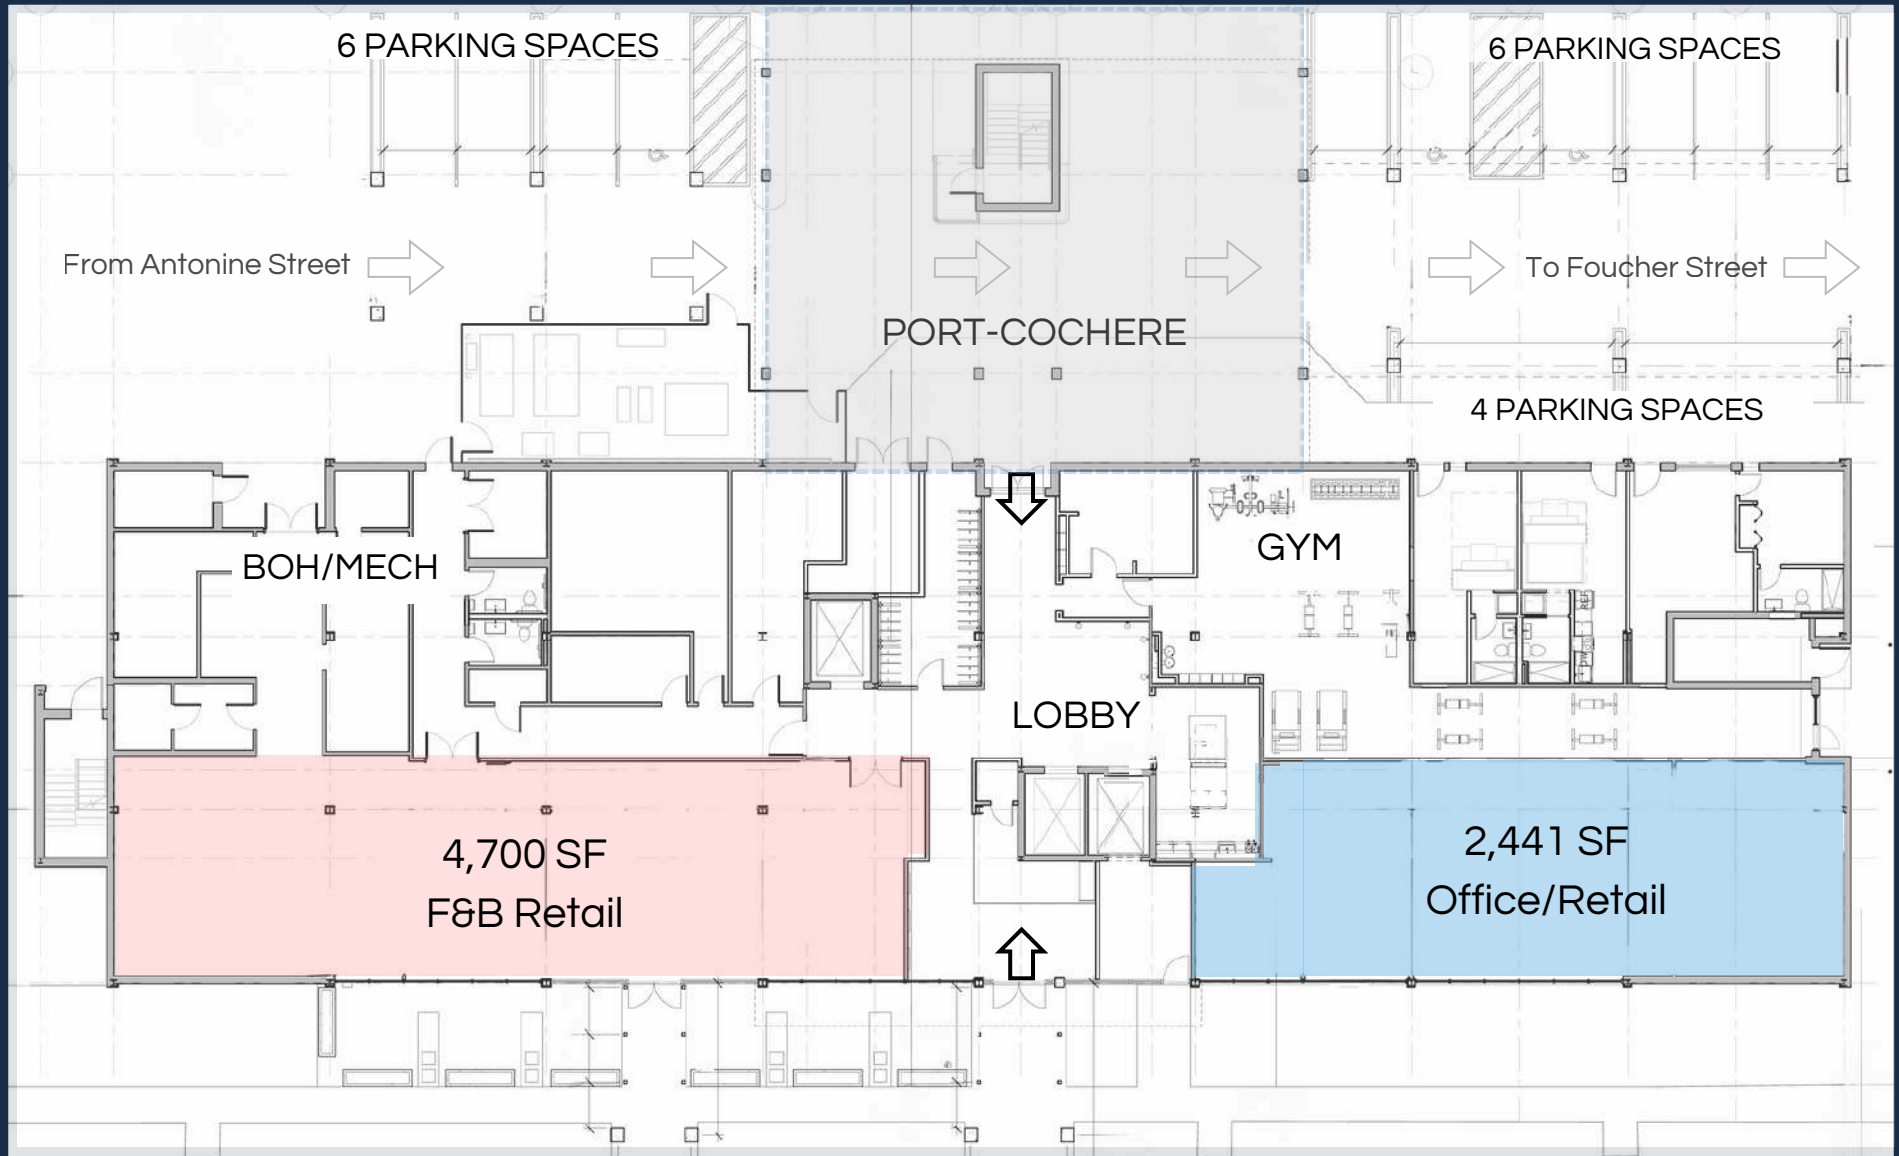 6 PARKING SPACES
6 PARKING SPACES
From Antonine Street
To Foucher Street
PORT-COCHERE
4 PARKING SPACES
BOH/MECH
GYM
LOBBY
4,700 SF
F&B Retail
2,441 SF
Office/Retail